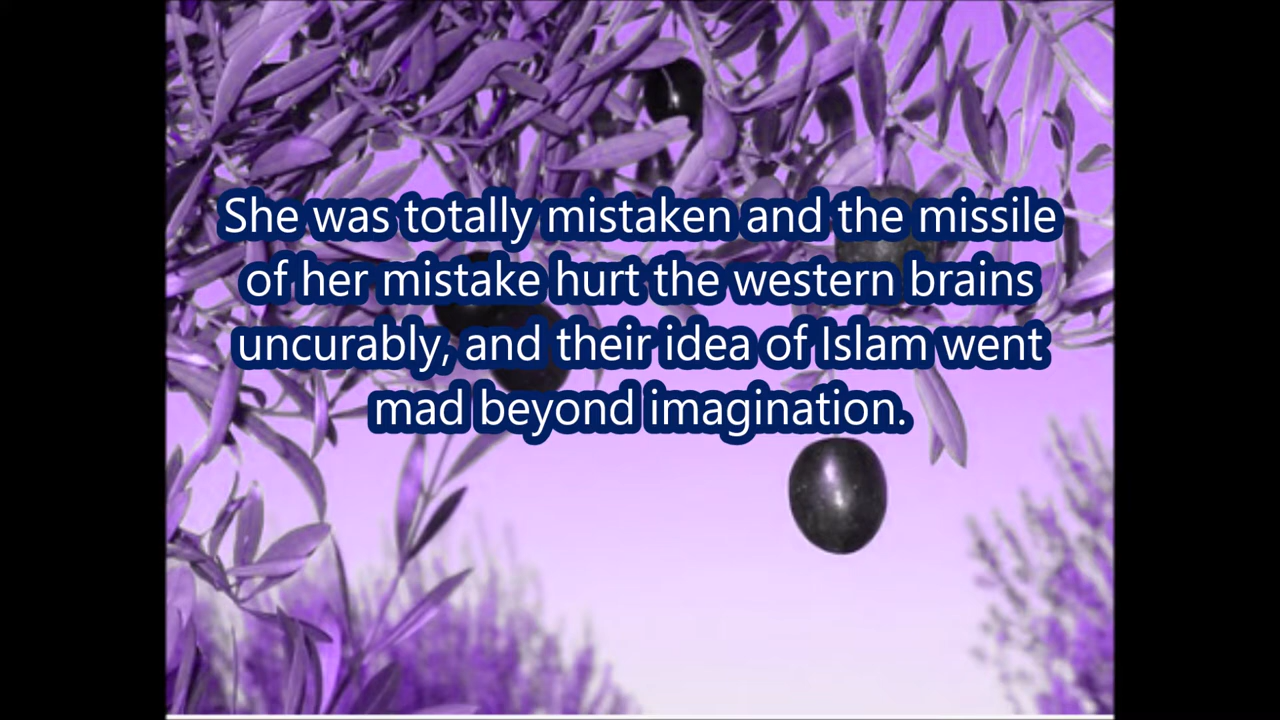 She was totally mistaken and the missile
of her mistake hurt the western brains
uncurably, and their idea of Islam went
mad beyond imagination.